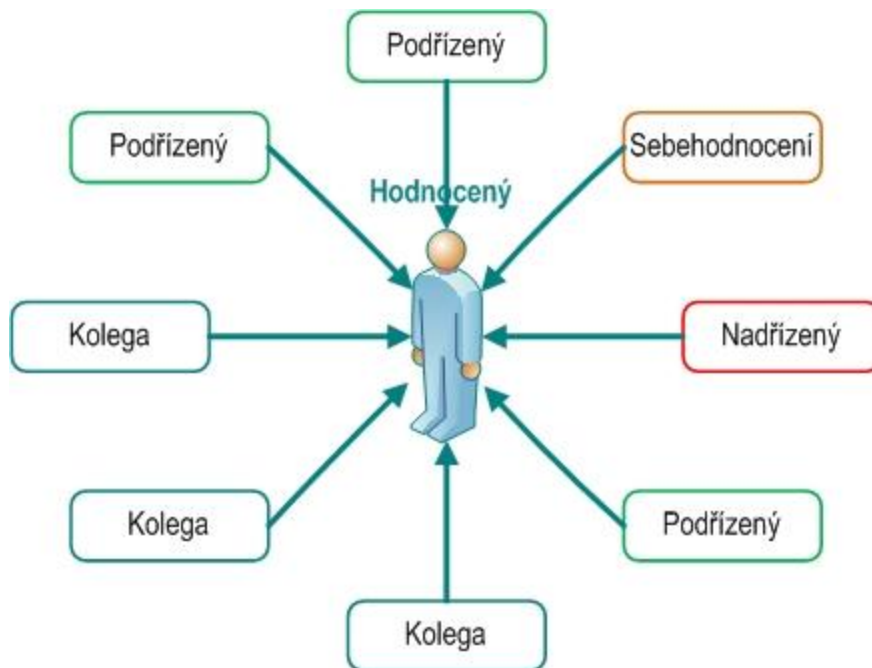 Podřízený
Podřízený
Sebehodnocení
Hodnocený
Kolega
Nadřízený
Kolega
Podřízený
Kolega